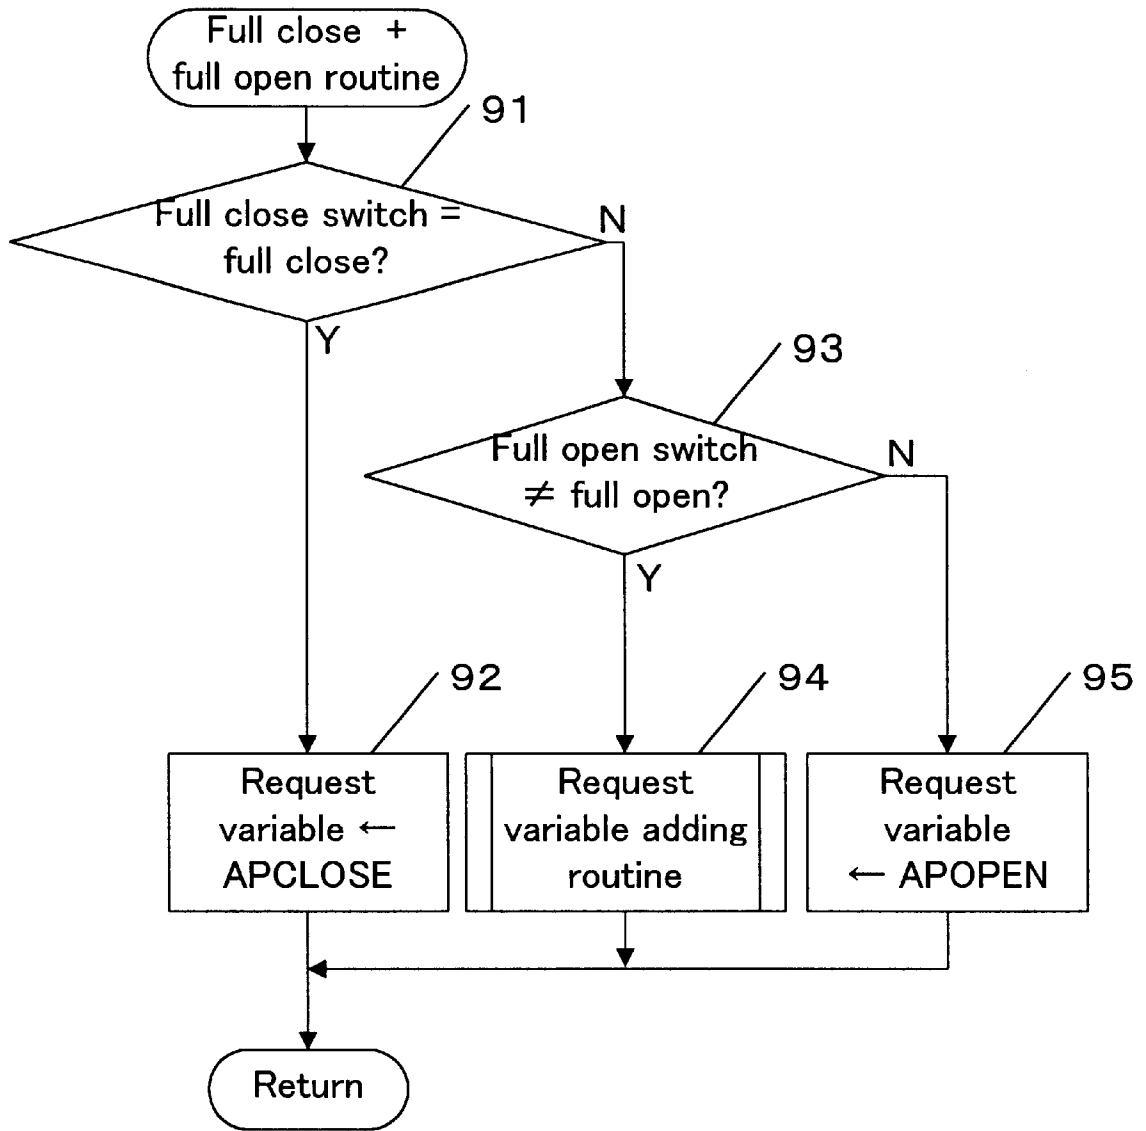 Full close +
full open routine
91
Full close switch =
full close?
N
Y
93
Full open switch
≠ full open?
N
Y
92
94
95
Request
variable ←
APCLOSE
Request
variable adding
routine
Request
variable
← APOPEN
Return